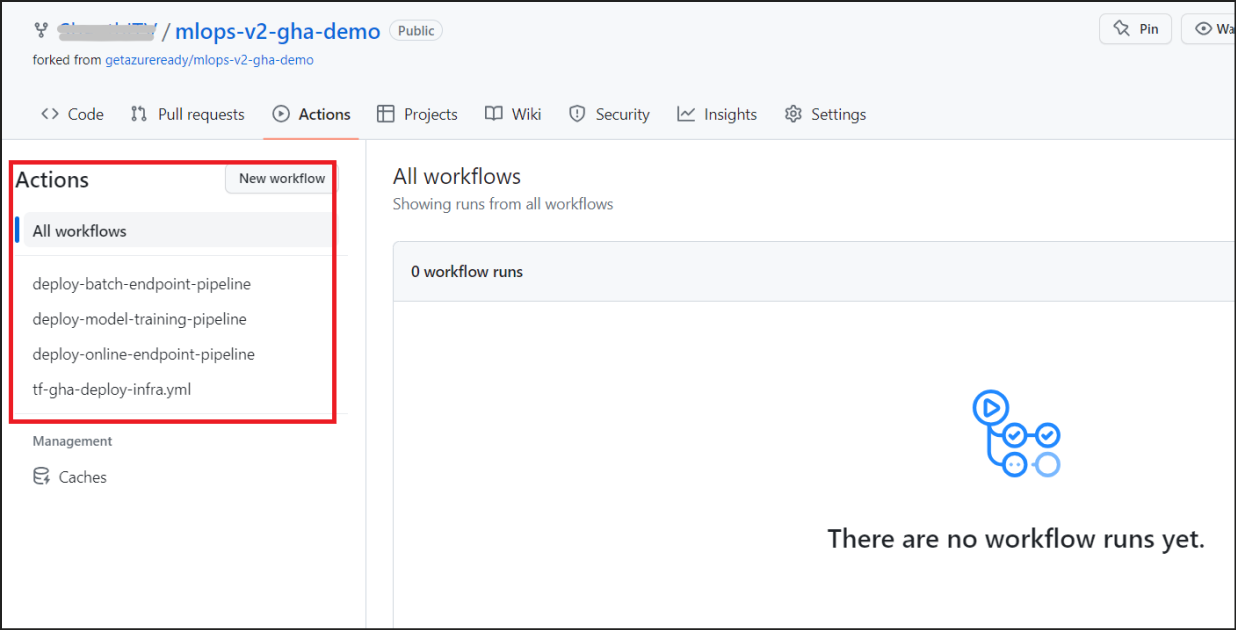 / mlops-v2-gha-demo Public
Pin
forked from getazureready/mlops-v2-gha-demo
Code Pull requests Actions Projects Wiki Security Insights Settings
Actions
New workflow
All workflows
deploy-batch-endpoint-pipeline
deploy-model-training-pipeline
deploy-online-endpoint-pipeline
tf-gha-deploy-infra.yml
Management
Caches
All workflows
Showing runs from all workflows
0 workflow runs
There are no workflow runs yet.